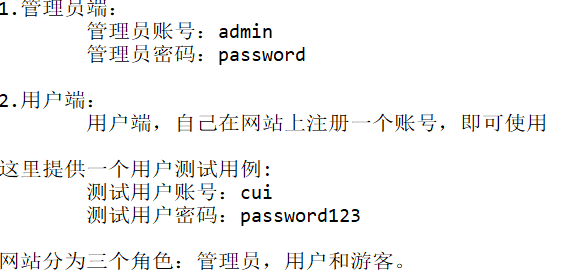 1.管理员端：
管理员账号：admin
管理员密码：password
2.用户端：
用户端，自己在网站上注册一个账号，即可使用
这里提供一个用户测试用例：
测试用户账号：cui
测试用户密码：password123
网站分为三个角色：管理员，用户和游客。